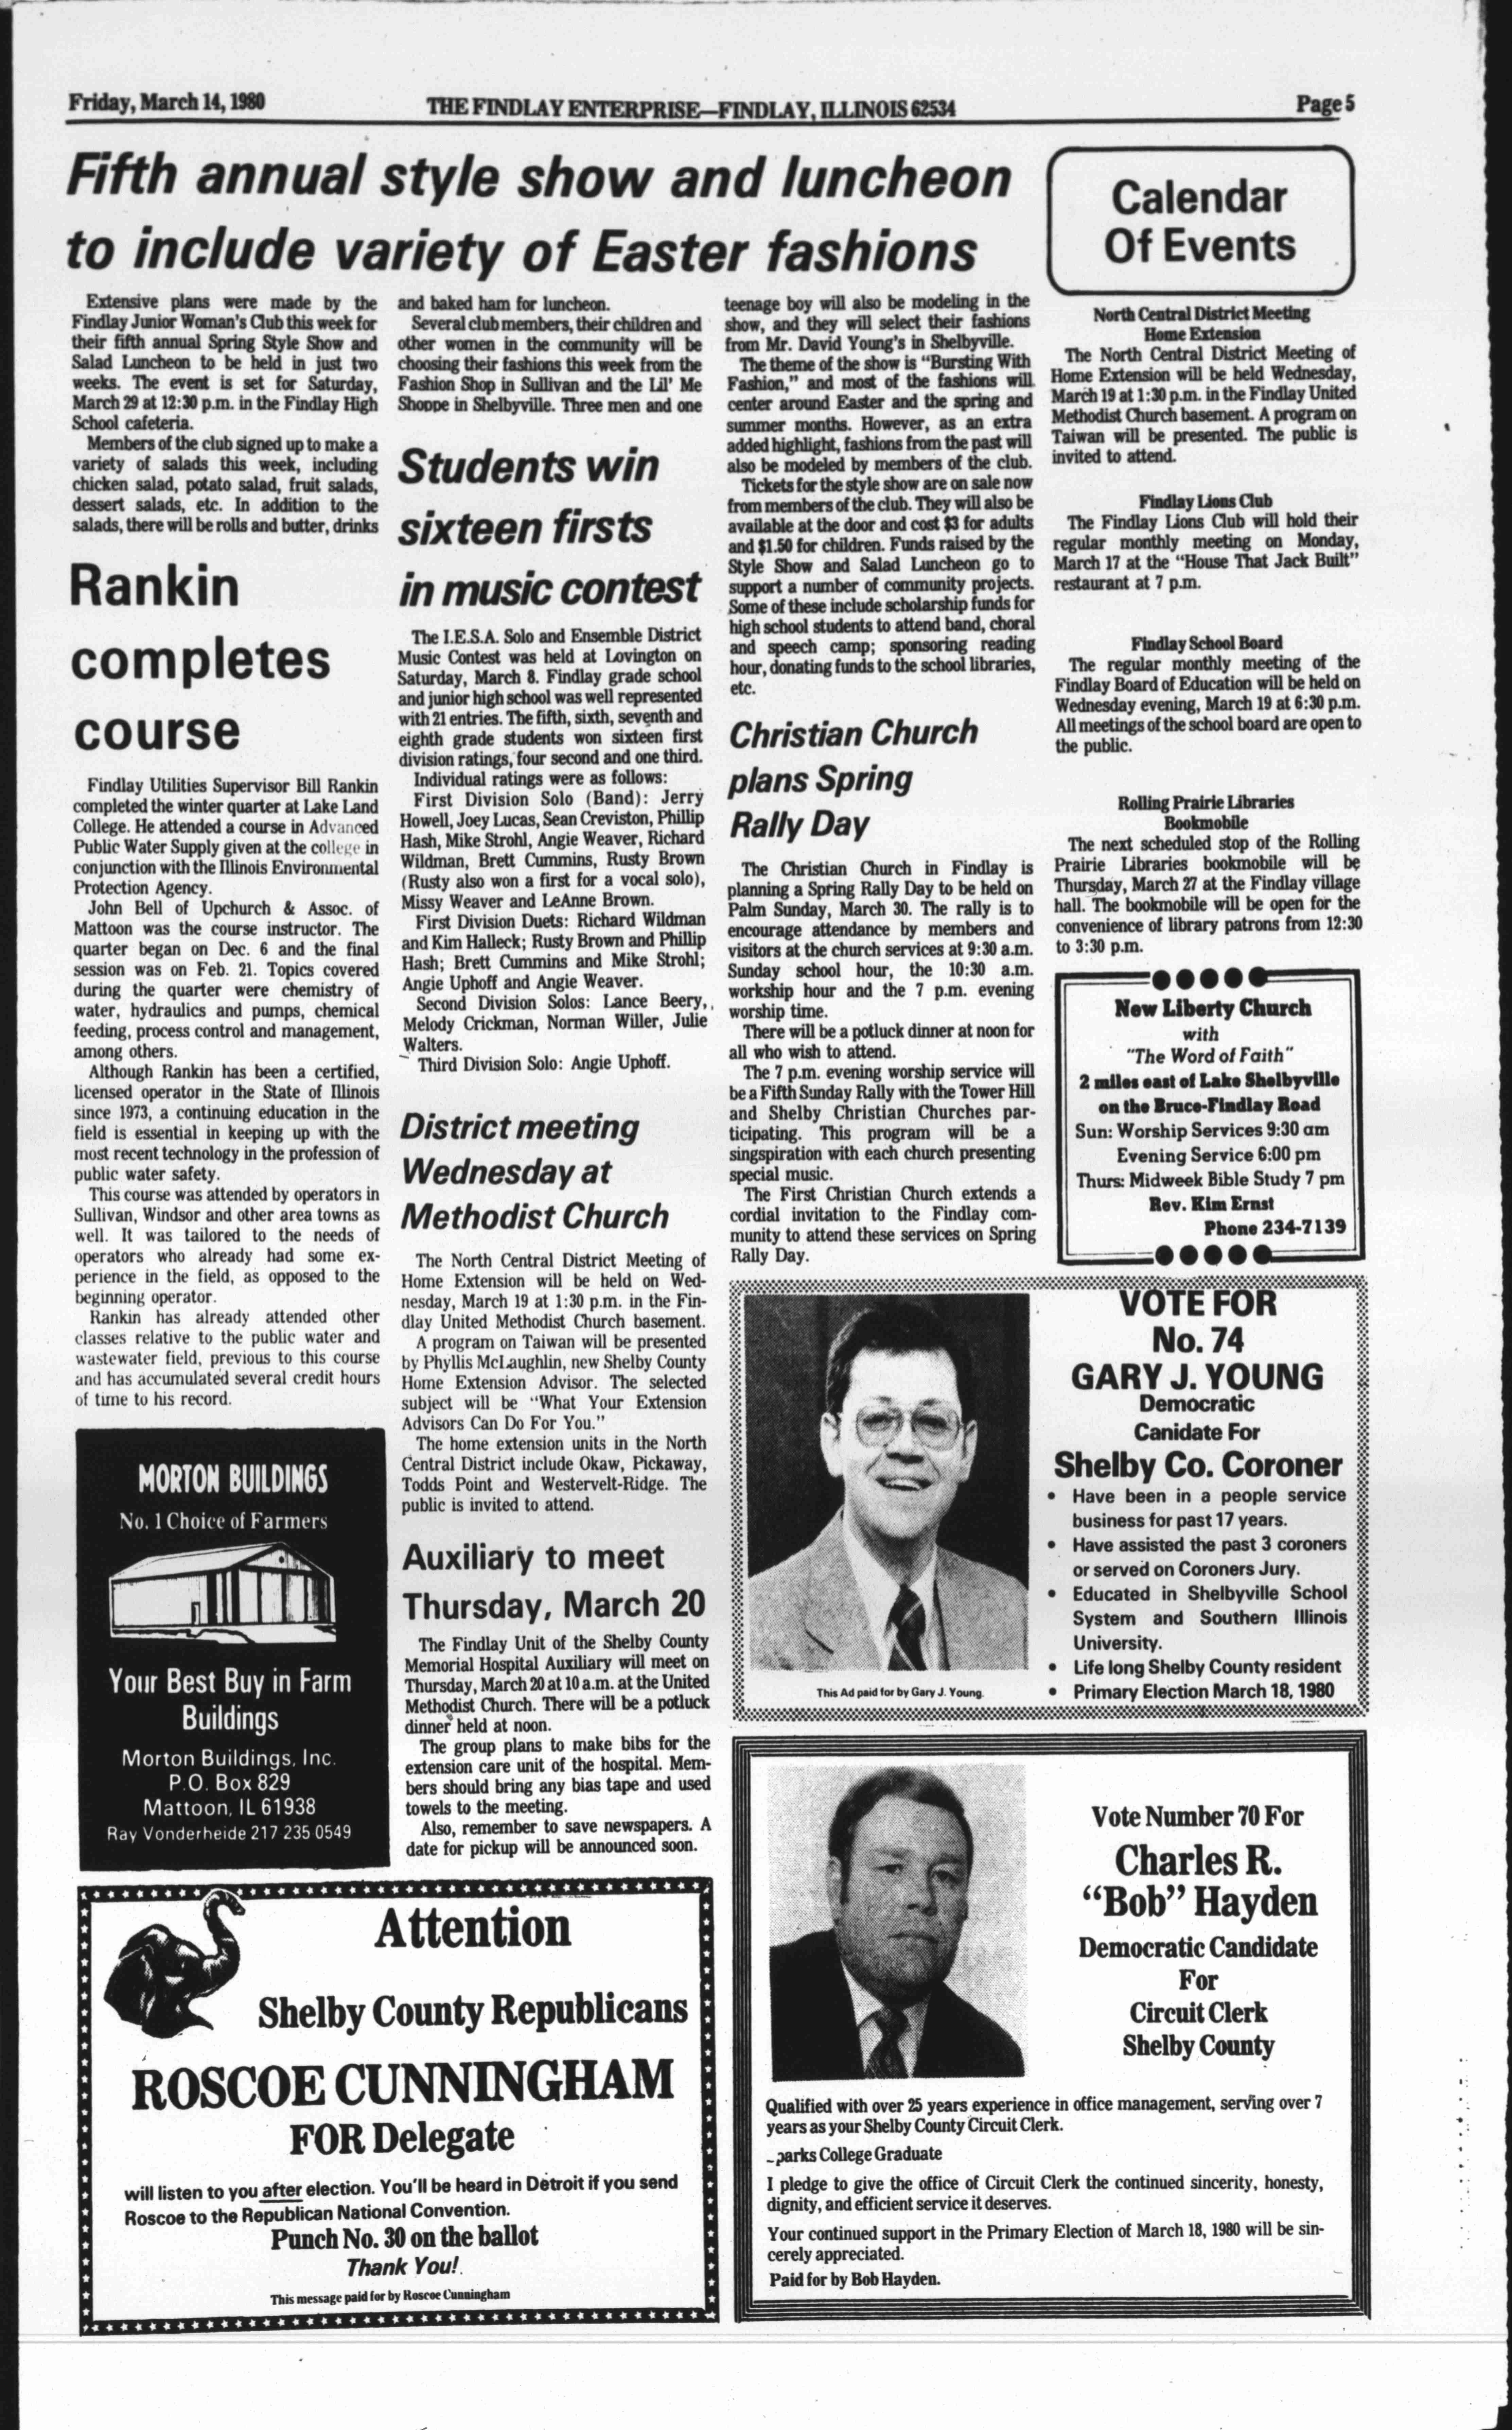 Friday, March 14, 1980
THE FINDLAY ENTERPRISE—FINDLAY, ILLINOIS 62534
Page 5
Fifth annual style show and luncheon
to include variety of Easter fashions
Extensive plans were made by the
Findlay Junior Woman's Club this week for
their fifth annual Spring Style Show and
Salad Luncheon to be held in just two
weeks. The event is set for Saturday,
March 29 at 12:30 p.m. in the Findlay High
School cafeteria.
Members of the club signed up to make a
variety of salads this week, including
chicken salad, potato salad, fruit salads,
dessert salads, etc. In addition to the
salads, there will be rolls and butter, drinks
and baked ham for luncheon.
Several club members, their children and
other women in the community will be
choosing their fashions this week from the
Fashion Shop in Sullivan and the Lil' Me
Shoppe in Shelbyville. Three men and one
teenage boy will also be modeling in the
show, and they will select their fashions
from Mr. David Young's in Shelbyville.
The theme of the show is "Bursting With
Fashion," and most of the fashions will
center around Easter and the spring and
summer months. However, as an extra
added highlight, fashions from the past will
also be modeled by members of the club.
Tickets for the style show are on sale now
from members of the club. They will also be
available at the door and cost $3 for adults
and $1.50 for children. Funds raised by the
Style Show and Salad Luncheon go to
support a number of community projects.
Some of these include scholarship funds for
high school students to attend band, choral
and speech camp; sponsoring reading
hour, donating funds to the school libraries,
etc.
Rankin
completes
course
Findlay Utilities Supervisor Bill Rankin
completed the winter quarter at Lake Land
College. He attended a course in Advanced
Public Water Supply given at the college in
conjunction with the Illinois Environmental
Protection Agency.
John Bell of Upchurch & Assoc. of
Mattoon was the course instructor. The
quarter began on Dec. 6 and the final
session was on Feb. 21. Topics covered
during the quarter were chemistry of
water, hydraulics and pumps, chemical
feeding, process control and management,
among others.
Although Rankin has been a certified,
licensed operator in the State of Illinois
since 1973, a continuing education in the
field is essential in keeping up with the
most recent technology in the profession of
public water safety.
This course was attended by operators in
Sullivan, Windsor and other area towns as
well. It was tailored to the needs of
operators who already had some ex-
perience in the field, as opposed to the
beginning operator.
Rankin has already attended other
classes relative to the public water and
wastewater field, previous to this course
and has accumulated several credit hours
of time to his record.
MORTON BUILDINGS
No. 1 Choice of Farmers
Your Best Buy in Farm
Buildings
Morton Buildings, Inc.
P.O. Box 829
Mattoon, IL 61938
Ray Vonderheide 217 235 0549
Students win
sixteen firsts
in music contest
The I.E.S.A. Solo and Ensemble District
Music Contest was held at Lovington on
Saturday, March 8. Findlay grade school
and junior high school was well represented
with 21 entries. The fifth, sixth, seventh and
eighth grade students won sixteen first
division ratings, four second and one third.
Individual ratings were as follows:
First Division Solo (Band): Jerry
Howell, Joey Lucas, Sean Creviston, Phillip
Hash, Mike Strohl, Angie Weaver, Richard
Wildman, Brett Cummins, Rusty Brown
(Rusty also won a first for a vocal solo),
Missy Weaver and LeAnne Brown.
First Division Duets: Richard Wildman
and Kim Halleck; Rusty Brown and Phillip
Hash; Brett Cummins and Mike Strohl;
Angie Uphoff and Angie Weaver.
Second Division Solos: Lance Beery,
Melody Crickman, Norman Willer, Julie
Walters.
Third Division Solo: Angie Uphoff.
District meeting
Wednesday at
Methodist Church
The North Central District Meeting of
Home Extension will be held on Wed-
nesday, March 19 at 1:30 p.m. in the Fin-
dlay United Methodist Church basement.
A program on Taiwan will be presented
by Phyllis McLaughlin, new Shelby County
Home Extension Advisor. The selected
subject will be "What Your Extension
Advisors Can Do For You."
The home extension units in the North
Central District include Okaw, Pickaway,
Todds Point and Westervelt-Ridge. The
public is invited to attend.
Auxiliary to meet
Thursday, March 20
The Findlay Unit of the Shelby County
Memorial Hospital Auxiliary will meet on
Thursday, March 20 at 10 a.m. at the United
Methodist Church. There will be a potluck
dinner held at noon.
The group plans to make bibs for the
extension care unit of the hospital. Mem-
bers should bring any bias tape and used
towels to the meeting.
Also, remember to save newspapers. A
date for pickup will be announced soon.
Christian Church
plans Spring
Rally Day
The Christian Church in Findlay is
planning a Spring Rally Day to be held on
Palm Sunday, March 30. The rally is to
encourage attendance by members and
visitors at the church services at 9:30 a.m.
Sunday school hour, the 10:30 a.m.
workship hour and the 7 p.m. evening
worship time.
There will be a potluck dinner at noon for
all who wish to attend.
The 7 p.m. evening worship service will
be a Fifth Sunday Rally with the Tower Hill
and Shelby Christian Churches par-
ticipating. This program will be a
singspiration with each church presenting
special music.
The First Christian Church extends a
cordial invitation to the Findlay com-
munity to attend these services on Spring
Rally Day.
Calendar
Of Events
North Central District Meeting
Home Extension
The North Central District Meeting of
Home Extension will be held Wednesday,
March 19 at 1:30 p.m. in the Findlay United
Methodist Church basement. A program on
Taiwan will be presented. The public is
invited to attend.
Findlay Lions Club
The Findlay Lions Club will hold their
regular monthly meeting on Monday,
March 17 at the "House That Jack Built"
restaurant at 7 p.m.
Findlay School Board
The regular monthly meeting of the
Findlay Board of Education will be held on
Wednesday evening, March 19 at 6:30 p.m.
All meetings of the school board are open to
the public.
Rolling Prairie Libraries
Bookmobile
The next scheduled stop of the Rolling
Prairie Libraries bookmobile will be
Thursday, March 27 at the Findlay village
hall. The bookmobile will be open for the
convenience of library patrons from 12:30
to 3:30 p.m.
New Liberty Church
with
"The Word of Faith"
2 miles east of Lake Shelbyville
on the Bruce-Findlay Road
Sun: Worship Services 9:30 am
Evening Service 6:00 pm
Thurs: Midweek Bible Study 7 pm
Rev. Kim Ernst
Phone 234-7139
VOTE FOR
No. 74
GARY J. YOUNG
Democratic
Canidate For
Shelby Co. Coroner
• Have been in a people service
business for past 17 years.
• Have assisted the past 3 coroners
or served on Coroners Jury.
• Educated in Shelbyville School
System and Southern Illinois
University.
• Life long Shelby County resident
• Primary Election March 18, 1980
This Ad paid for by Gary J. Young.
Attention
Shelby County Republicans
ROSCOE CUNNINGHAM
FOR Delegate
will listen to you after election. You'll be heard in Detroit if you send
Roscoe to the Republican National Convention.
Punch No. 30 on the ballot
Thank You!
This message paid for by Roscoe Cunningham
Vote Number 70 For
Charles R.
"Bob" Hayden
Democratic Candidate
For
Circuit Clerk
Shelby County
Qualified with over 25 years experience in office management, serving over 7
years as your Shelby County Circuit Clerk.
parks College Graduate
I pledge to give the office of Circuit Clerk the continued sincerity, honesty,
dignity, and efficient service it deserves.
Your continued support in the Primary Election of March 18, 1980 will be sin-
cerely appreciated.
Paid for by Bob Hayden.